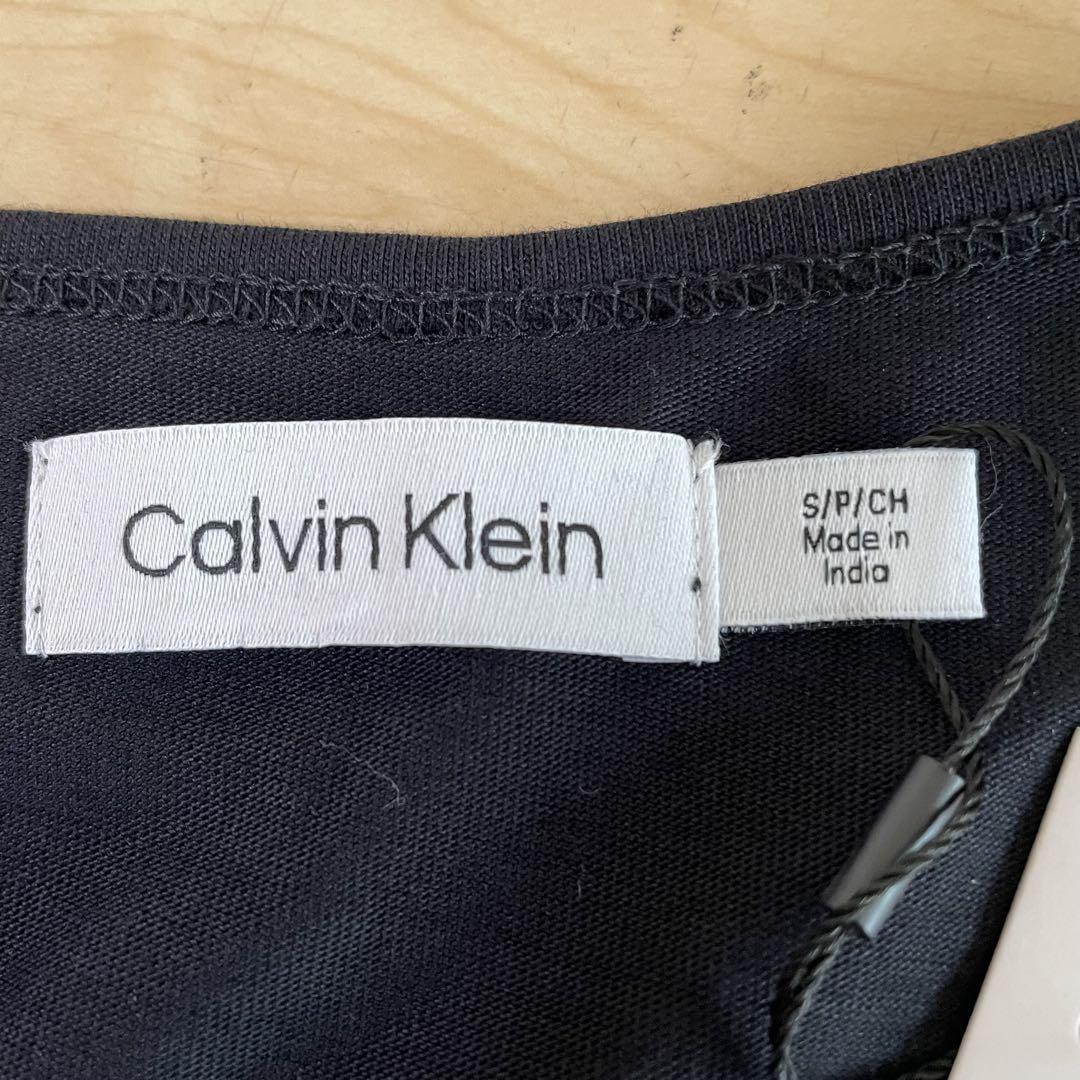 Calvin Klein
S/P/CH
Made in
India